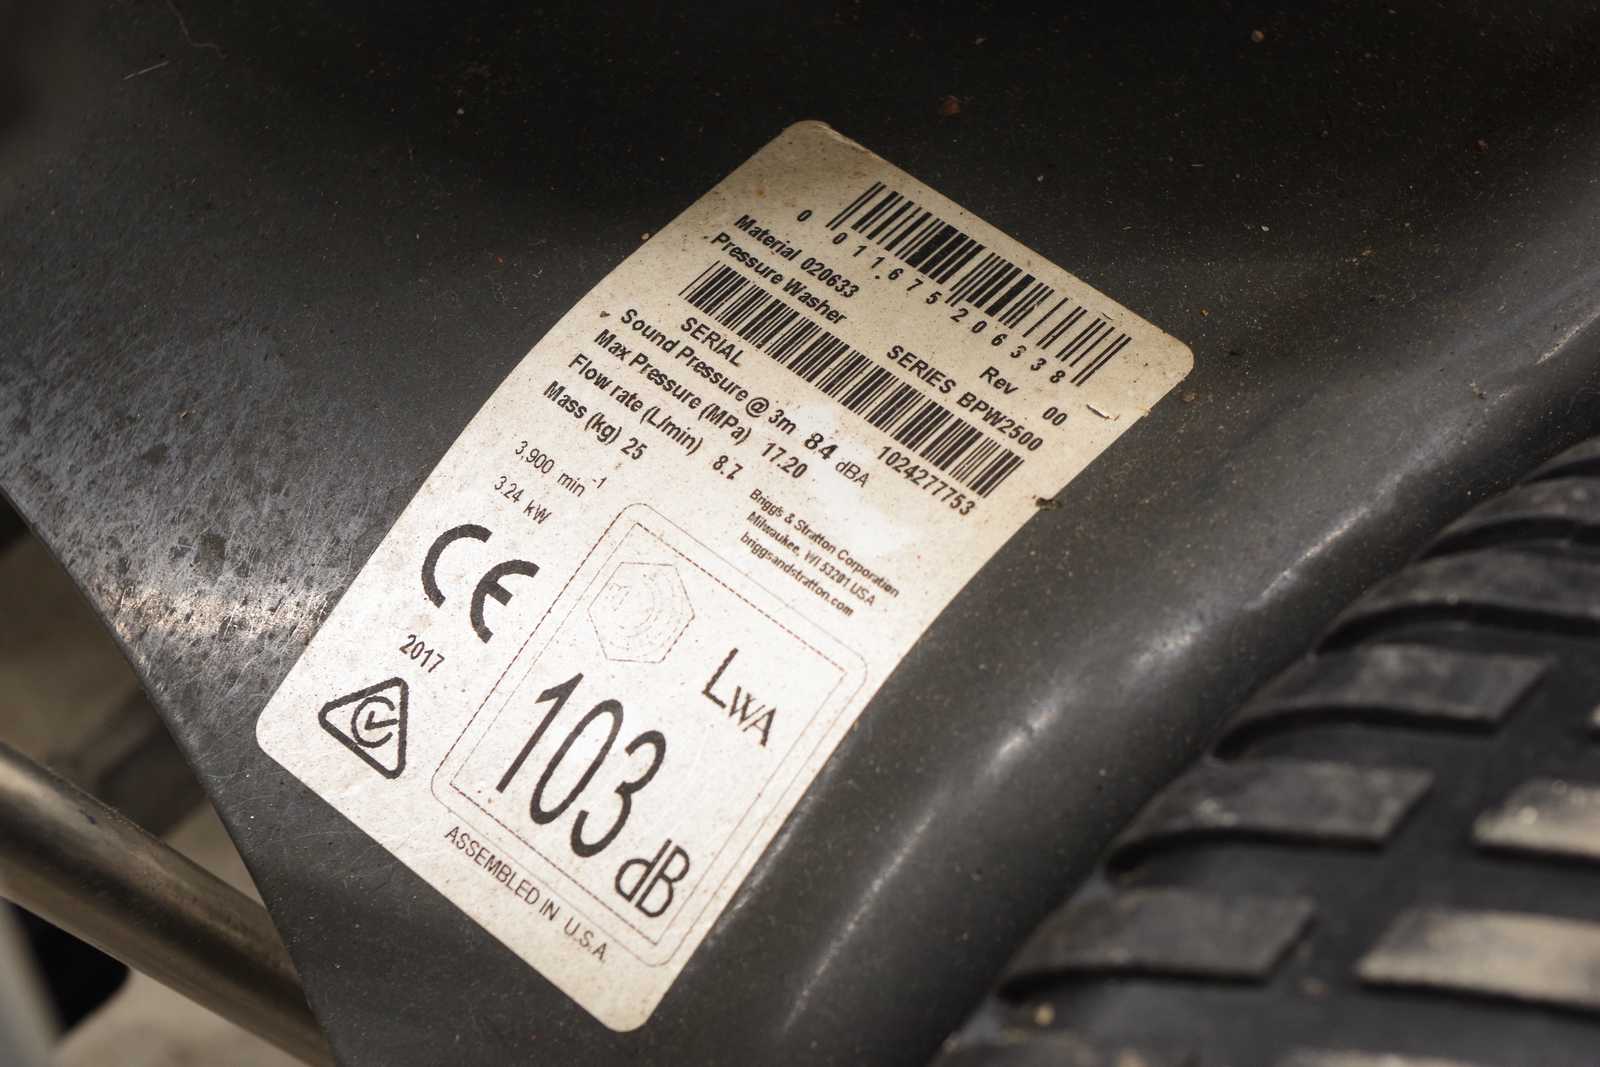 0 011675 206338
Material 020633 Rev 00
Pressure Washer SERIES BPW2500
SERIAL 1024277753
Sound Pressure @ 3m 84 dBA
Max Pressure (MPa) 17.20
Flow rate (L/min) 8.7
Mass (kg) 25
3,900 min-1
3.24 kW
Briggs & Stratton Corporation
Milwaukee, WI 53201 USA
briggsandstratton.com
CE
2017
LWA
103 dB
ASSEMBLED IN U.S.A.